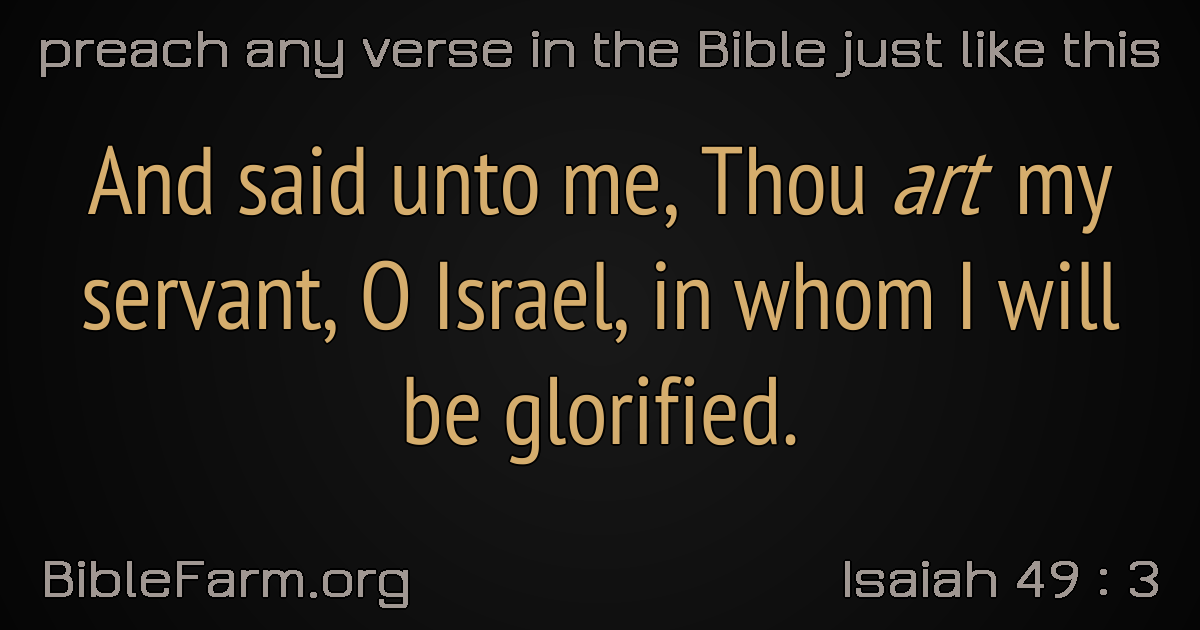 preach any verse in the Bible just like this
And said unto me, Thou art my
servant, O Israel, in whom I will
be glorified.
BibleFarm.org
Isaiah 49 : 3